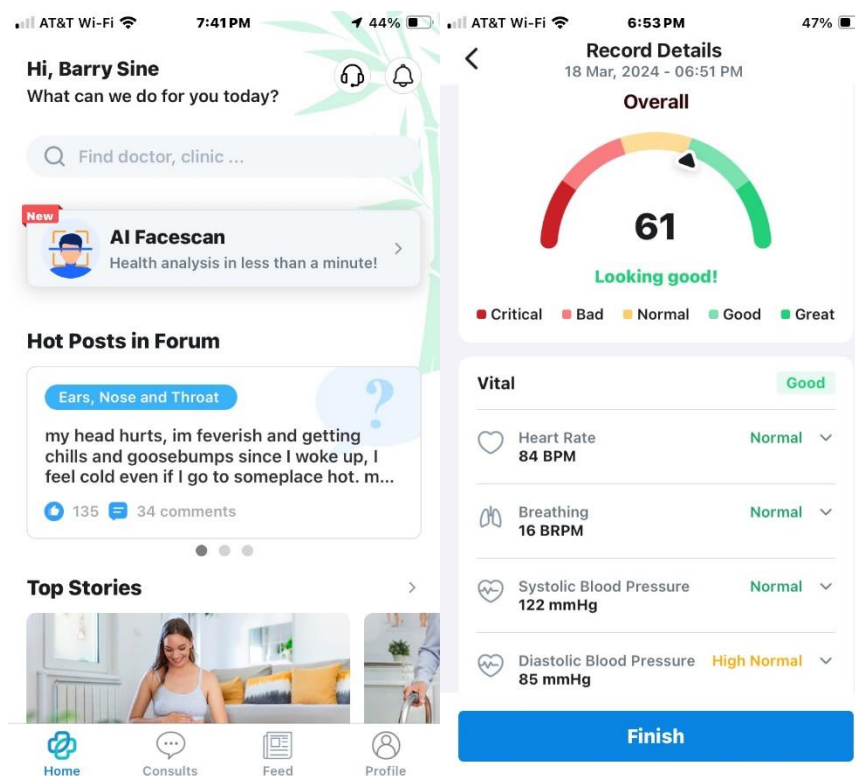 AT&T Wi-Fi 7:41 PM 44%
Hi, Barry Sine
What can we do for you today?
Find doctor, clinic ...
New
AI Facescan
Health analysis in less than a minute!
Hot Posts in Forum
Ears, Nose and Throat
?
my head hurts, im feverish and getting
chills and goosebumps since I woke up, I
feel cold even if I go to someplace hot. m...
135 34 comments
Top Stories
Home Consults Feed Profile
AT&T Wi-Fi 6:53 PM 47%
Record Details
18 Mar, 2024 - 06:51 PM
Overall
61
Looking good!
Critical Bad Normal Good Great
Vital Good
Heart Rate Normal
84 BPM
Breathing Normal
16 BRPM
Systolic Blood Pressure Normal
122 mmHg
Diastolic Blood Pressure High Normal
85 mmHg
Finish